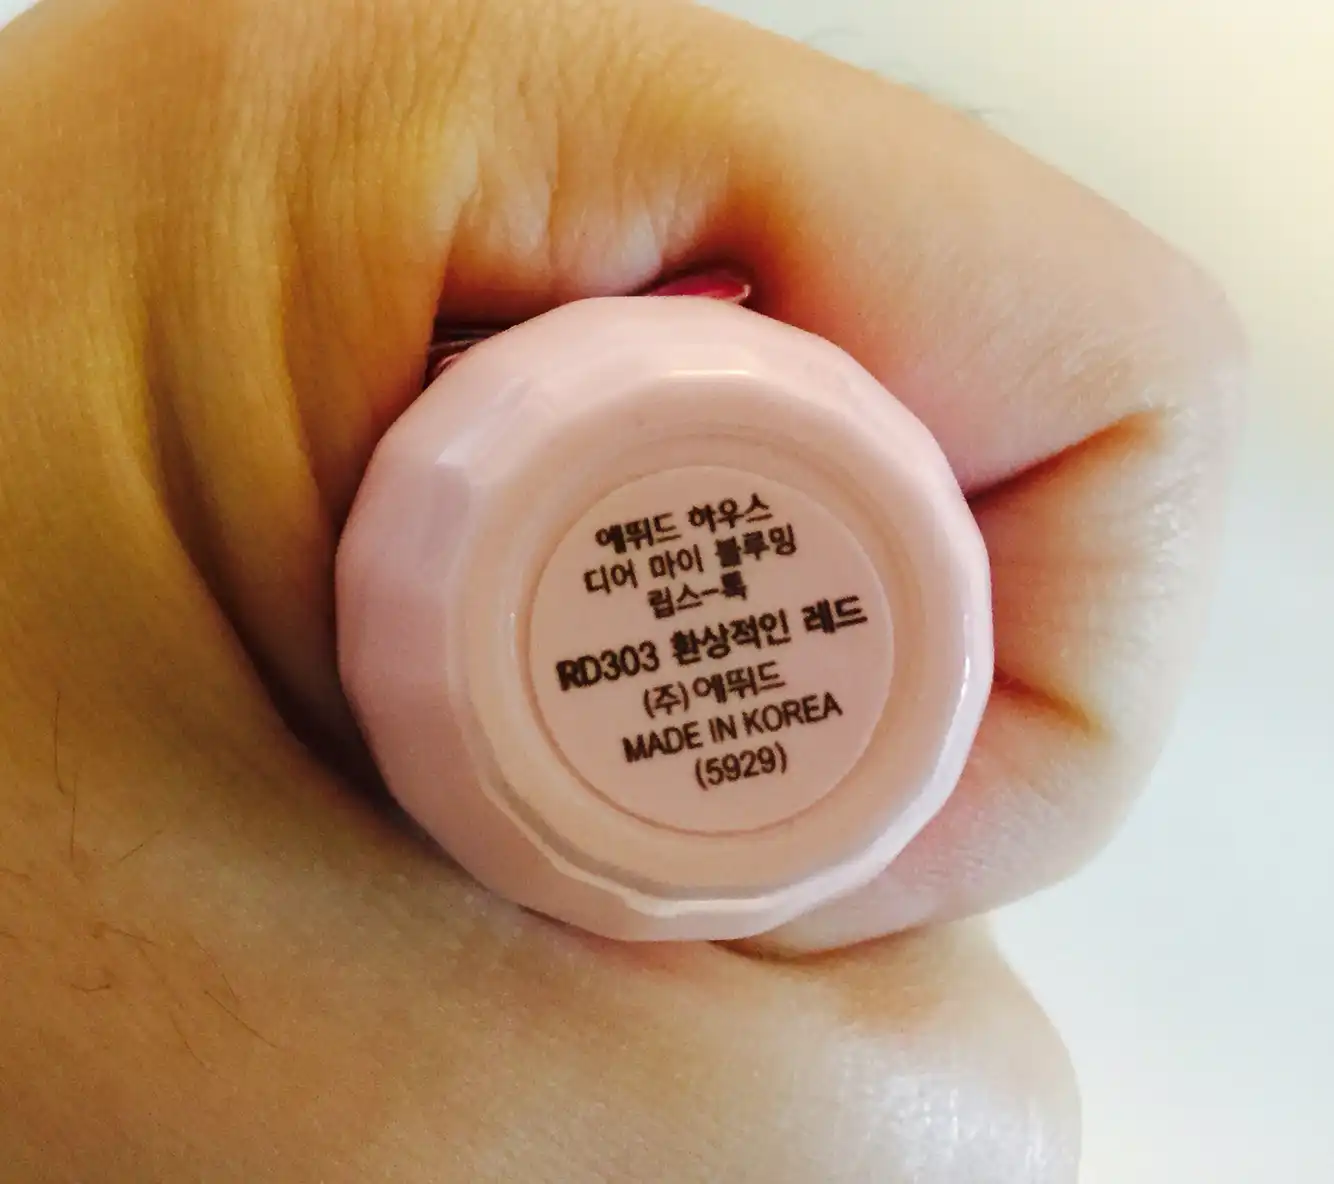 에뛰드 하우스
디어 마이 블루밍
립스-톡
RD303 환상적인 레드
(주)에뛰드
MADE IN KOREA
(5929)